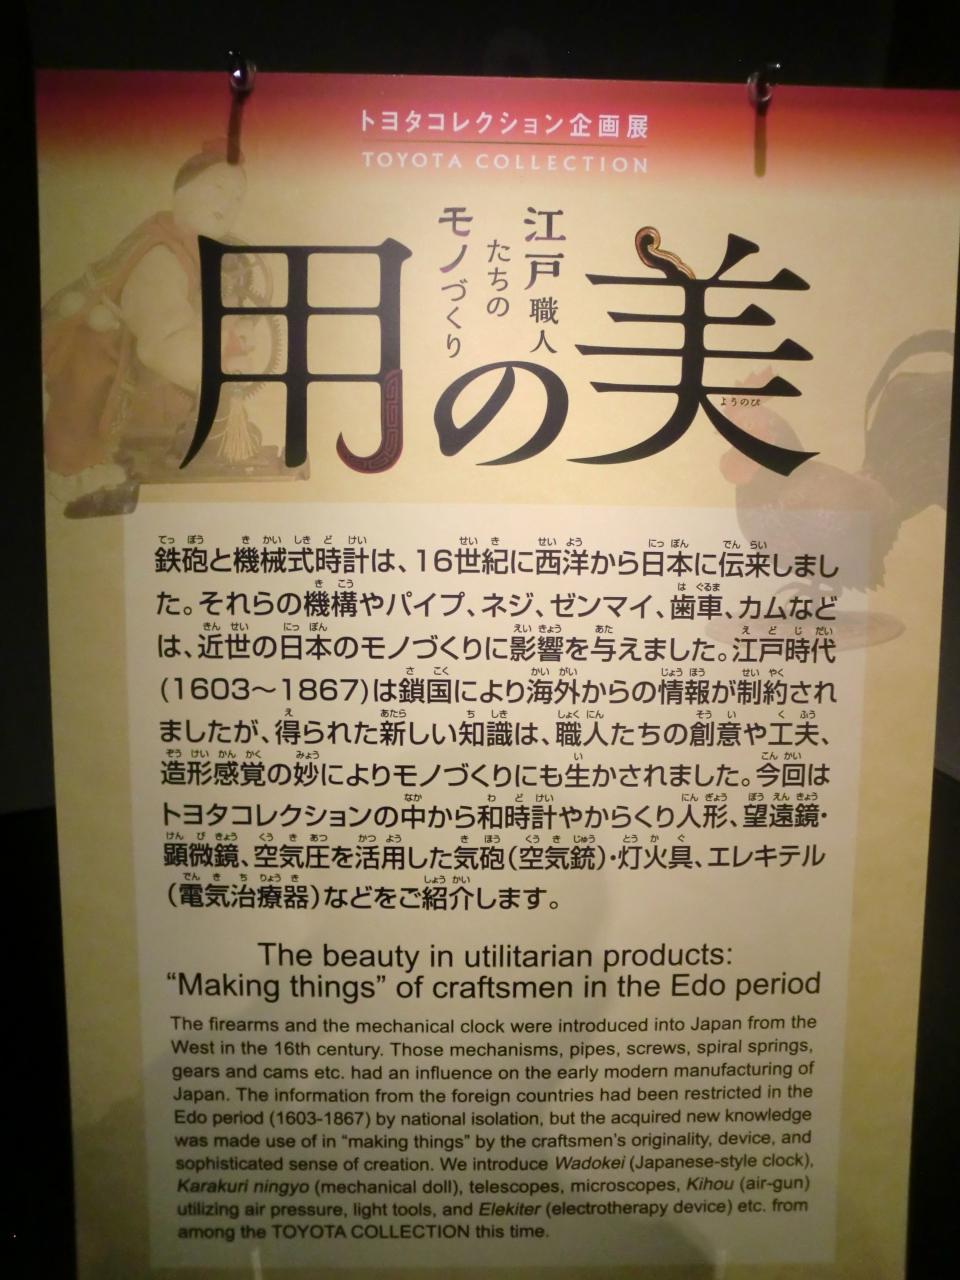 トヨタコレクション企画展
TOYOTA COLLECTION
用の美
ようのび
江戸職人
たちの
モノづくり
鉄砲と機械式時計は、16世紀に西洋から日本に伝来しまし
た。それらの機構やパイプ、ネジ、ゼンマイ、歯車、カムなど
は、近世の日本のモノづくりに影響を与えました。江戸時代
(1603～1867)は鎖国により海外からの情報が制約され
ましたが、得られた新しい知識は、職人たちの創意や工夫、
造形感覚の妙によりモノづくりにも生かされました。今回は
トヨタコレクションの中から和時計やからくり人形、望遠鏡・
顕微鏡、空気圧を活用した気砲(空気銃)・灯火具、エレキテル
(電気治療器)などをご紹介します。
The beauty in utilitarian products:
“Making things” of craftsmen in the Edo period
The firearms and the mechanical clock were introduced into Japan from the
West in the 16th century. Those mechanisms, pipes, screws, spiral springs,
gears and cams etc. had an influence on the early modern manufacturing of
Japan. The information from the foreign countries had been restricted in the
Edo period (1603-1867) by national isolation, but the acquired new knowledge
was made use of in “making things” by the craftsmen's originality, device, and
sophisticated sense of creation. We introduce Wadokei (Japanese-style clock),
Karakuri ningyo (mechanical doll), telescopes, microscopes, Kihou (air-gun)
utilizing air pressure, light tools, and Elekiter (electrotherapy device) etc. from
among the TOYOTA COLLECTION this time.